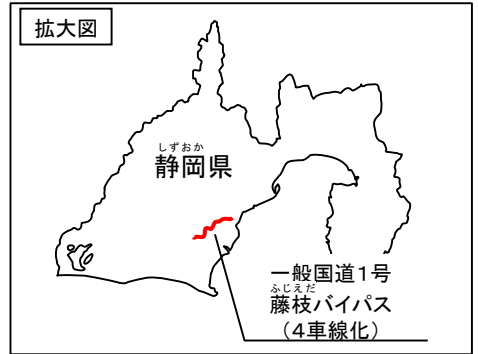 拡大図
しずおか
静岡県
一般国道1号
ふじえだ
藤枝バイパス
(4車線化)